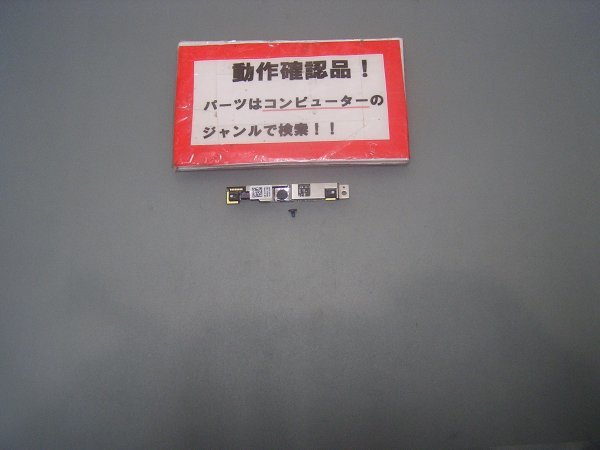 動作確認品！
パーツはコンピューターの
ジャンルで検索！！